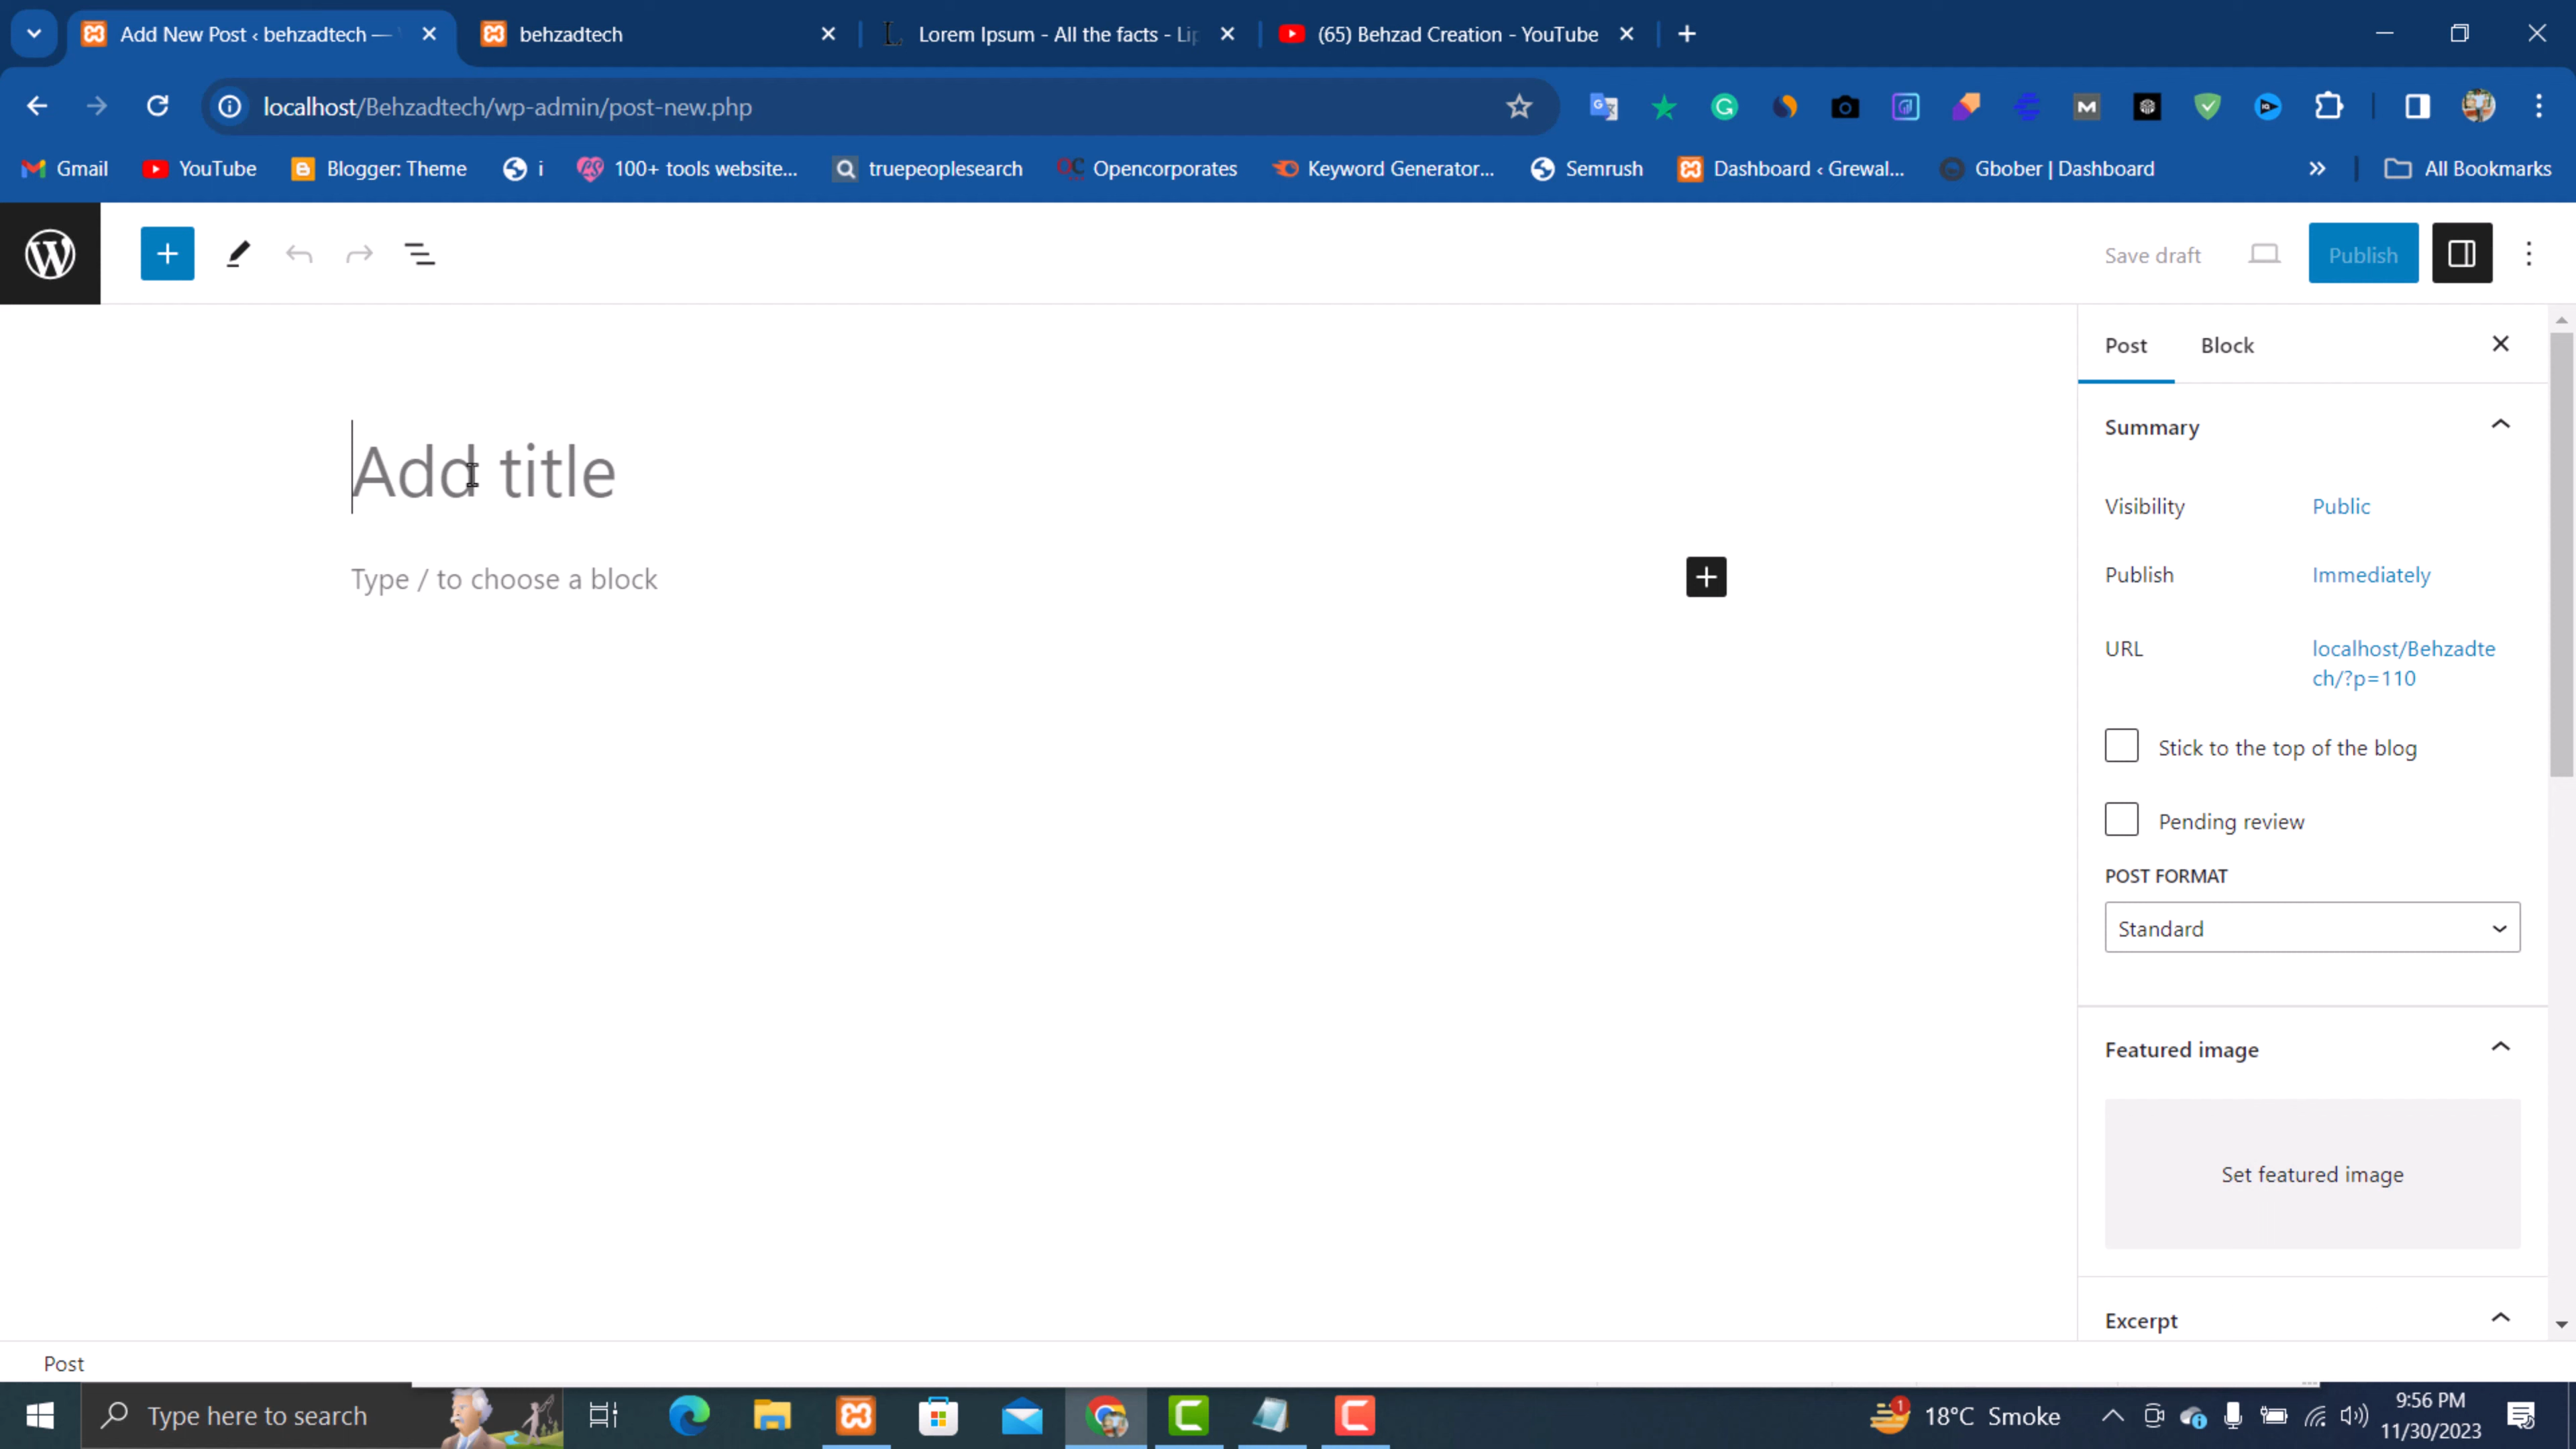 Add New Post ‹ behzadtech —
behzadtech
Lorem Ipsum - All the facts - Lip
(65) Behzad Creation - YouTube
localhost/Behzadtech/wp-admin/post-new.php
Gmail
YouTube
Blogger: Theme
i
100+ tools website...
truepeoplesearch
Opencorporates
Keyword Generator...
Semrush
Dashboard ‹ Grewal...
Gbober | Dashboard
All Bookmarks
Save draft
Publish
Post
Block
Add title
Type / to choose a block
Summary
Visibility
Public
Publish
Immediately
URL
localhost/Behzadte
ch/?p=110
Stick to the top of the blog
Pending review
POST FORMAT
Standard
Featured image
Set featured image
Excerpt
Post
Type here to search
1
18°C Smoke
9:56 PM
11/30/2023